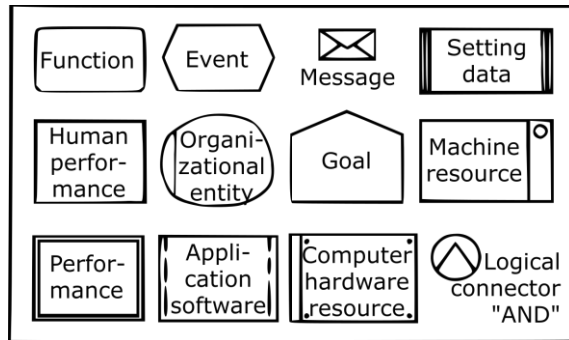 Function
Event
Message
Setting
data
Human
perfor-
mance
Organi-
zational
entity
Goal
Machine
resource
Perfor-
mance
Appli-
cation
software
Computer
hardware
resource
Logical
connector
"AND"